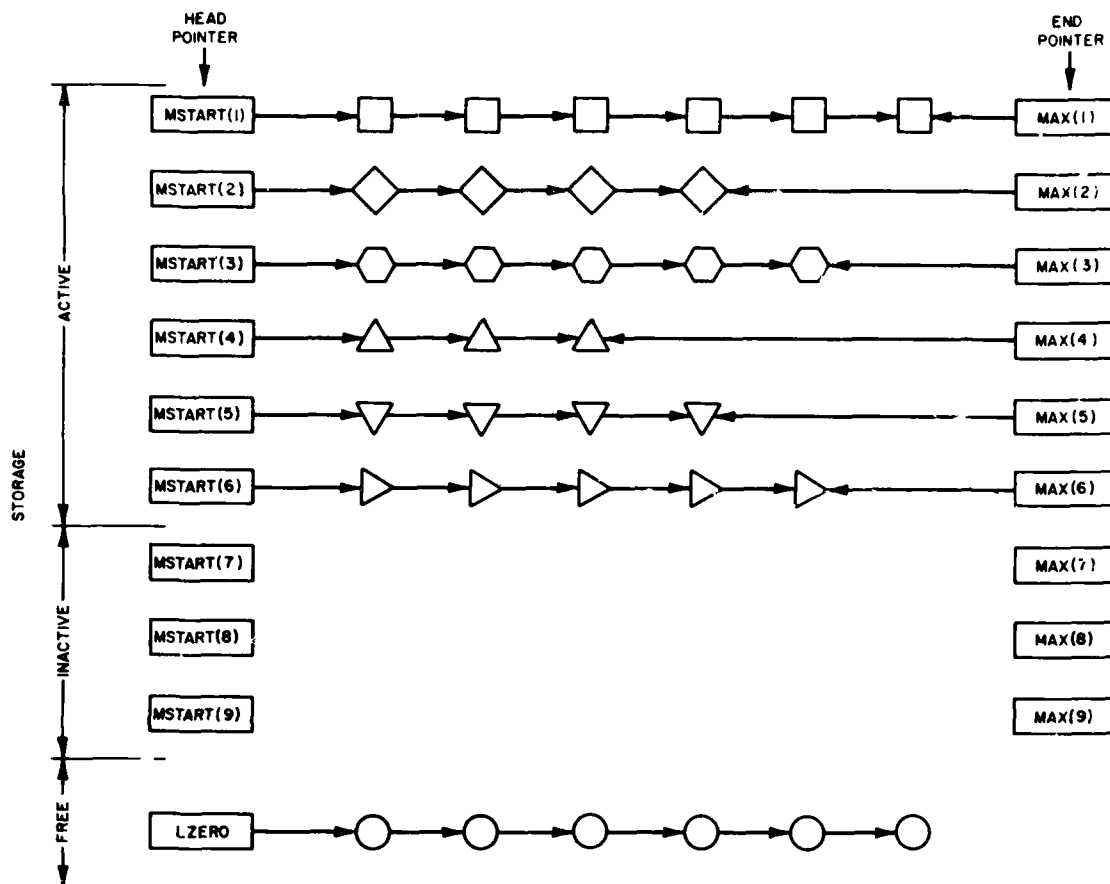 HEAD
POINTER
END
POINTER
MSTART(1)
MAX(1)
MSTART(2)
MAX(2)
MSTART(3)
MAX(3)
ACTIVE
MSTART(4)
MAX(4)
MSTART(5)
MAX(5)
STORAGE
MSTART(6)
MAX(6)
MSTART(7)
MAX(7)
INACTIVE
MSTART(8)
MAX(8)
MSTART(9)
MAX(9)
FREE
LZERO